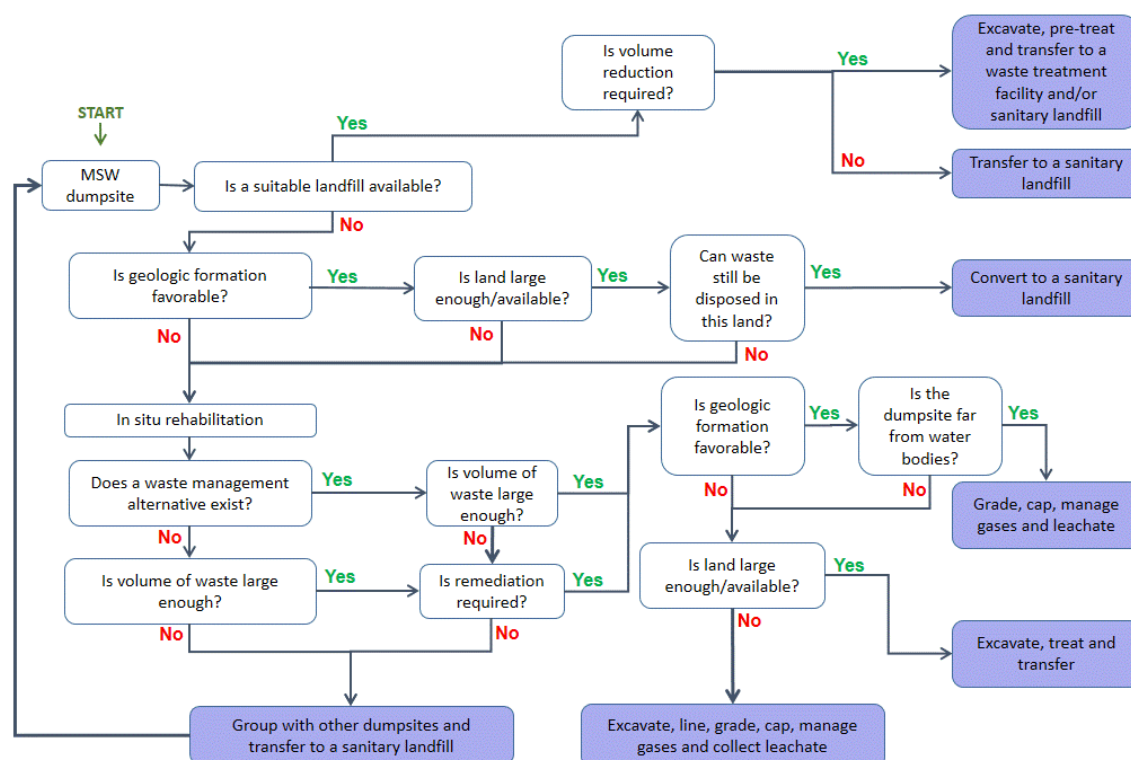 Is volume
reduction
required?
Yes
No
Excavate, pre-treat
and transfer to a
waste treatment
facility and/or
sanitary landfill
START
Yes
MSW
dumpsite
Is a suitable landfill available?
Transfer to a sanitary
landfill
No
Is geologic formation
favorable?
Yes
No
Is land large
enough/available?
Yes
No
Can waste
still be
disposed in
this land?
Yes
No
Convert to a sanitary
landfill
In situ rehabilitation
Is geologic
formation
favorable?
Yes
No
Is the
dumpsite far
from water
bodies?
Yes
No
Does a waste management
alternative exist?
Yes
No
Is volume of
waste large
enough?
Yes
No
Grade, cap, manage
gases and leachate
Is volume of waste large
enough?
Yes
No
Is remediation
required?
Yes
No
Is land large
enough/available?
Yes
No
Excavate, treat and
transfer
Group with other dumpsites and
transfer to a sanitary landfill
Excavate, line, grade, cap, manage
gases and collect leachate